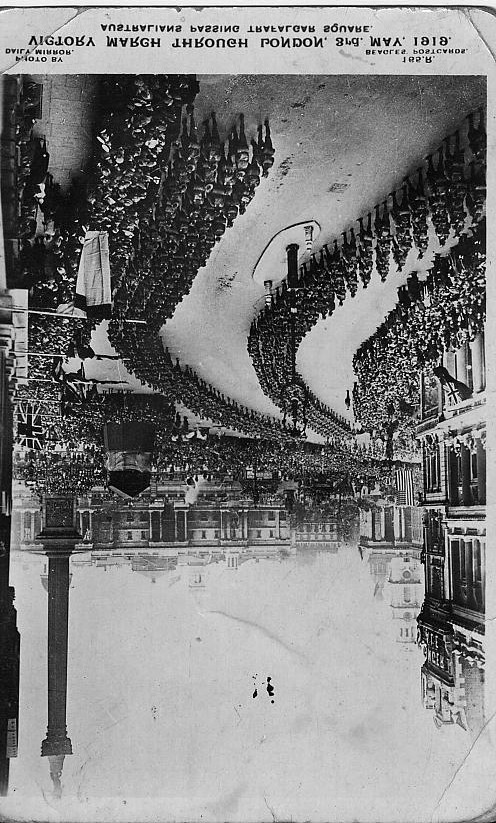 PHOTO BY
DAILY MIRROR.
185.R.
BEAGLES POSTCARDS.
VICTORY MARCH THROUGH LONDON, 3rd. MAY, 1919.
AUSTRALIANS PASSING TRAFALGAR SQUARE.